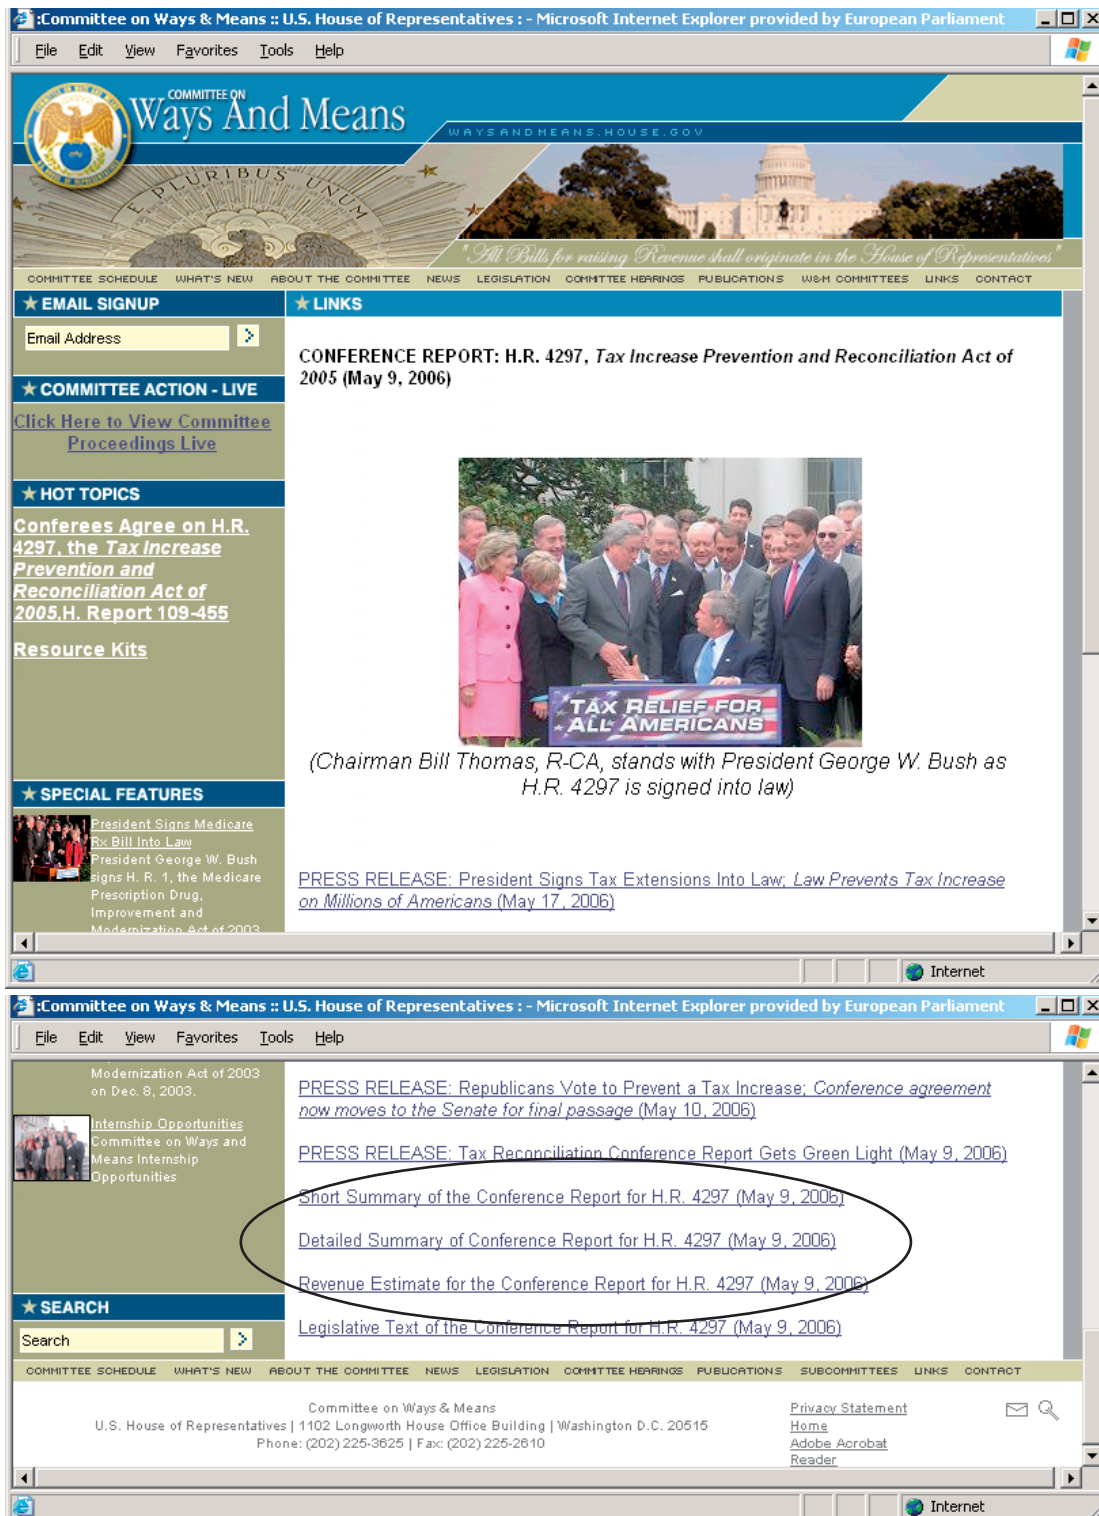 :Committee on Ways & Means :: U.S. House of Representatives : - Microsoft Internet Explorer provided by European Parliament
File Edit View Favorites Tools Help
COMMITTEE ON
Ways And Means
WAYSANDMEANS.HOUSE.GOV
E PLURIBUS UNUM
"All Bills for raising Revenue shall originate in the House of Representatives"
COMMITTEE SCHEDULE WHAT'S NEW ABOUT THE COMMITTEE NEWS LEGISLATION COMMITTEE HEARINGS PUBLICATIONS W&M COMMITTEES LINKS CONTACT
EMAIL SIGNUP
Email Address
COMMITTEE ACTION - LIVE
Click Here to View Committee
Proceedings Live
HOT TOPICS
Conferees Agree on H.R.
4297, the Tax Increase
Prevention and
Reconciliation Act of
2005,H. Report 109-455
Resource Kits
SPECIAL FEATURES
President Signs Medicare
Rx Bill Into Law
President George W. Bush
signs H. R. 1, the Medicare
Prescription Drug,
Improvement and
Modernization Act of 2003
LINKS
CONFERENCE REPORT: H.R. 4297, Tax Increase Prevention and Reconciliation Act of
2005 (May 9, 2006)
TAX RELIEF FOR
ALL AMERICANS
(Chairman Bill Thomas, R-CA, stands with President George W. Bush as
H.R. 4297 is signed into law)
PRESS RELEASE: President Signs Tax Extensions Into Law; Law Prevents Tax Increase
on Millions of Americans (May 17, 2006)
Internet
:Committee on Ways & Means :: U.S. House of Representatives : - Microsoft Internet Explorer provided by European Parliament
File Edit View Favorites Tools Help
Modernization Act of 2003
on Dec. 8, 2003.
Internship Opportunities
Committee on Ways and
Means Internship
Opportunities
SEARCH
Search
PRESS RELEASE: Republicans Vote to Prevent a Tax Increase; Conference agreement
now moves to the Senate for final passage (May 10, 2006)
PRESS RELEASE: Tax Reconciliation Conference Report Gets Green Light (May 9, 2006)
Short Summary of the Conference Report for H.R. 4297 (May 9, 2006)
Detailed Summary of Conference Report for H.R. 4297 (May 9, 2006)
Revenue Estimate for the Conference Report for H.R. 4297 (May 9, 2006)
Legislative Text of the Conference Report for H.R. 4297 (May 9, 2006)
COMMITTEE SCHEDULE WHAT'S NEW ABOUT THE COMMITTEE NEWS LEGISLATION COMMITTEE HEARINGS PUBLICATIONS SUBCOMMITTEES LINKS CONTACT
Committee on Ways & Means
U.S. House of Representatives | 1102 Longworth House Office Building | Washington D.C. 20515
Phone: (202) 225-3625 | Fax: (202) 225-2610
Privacy Statement
Home
Adobe Acrobat
Reader
Internet